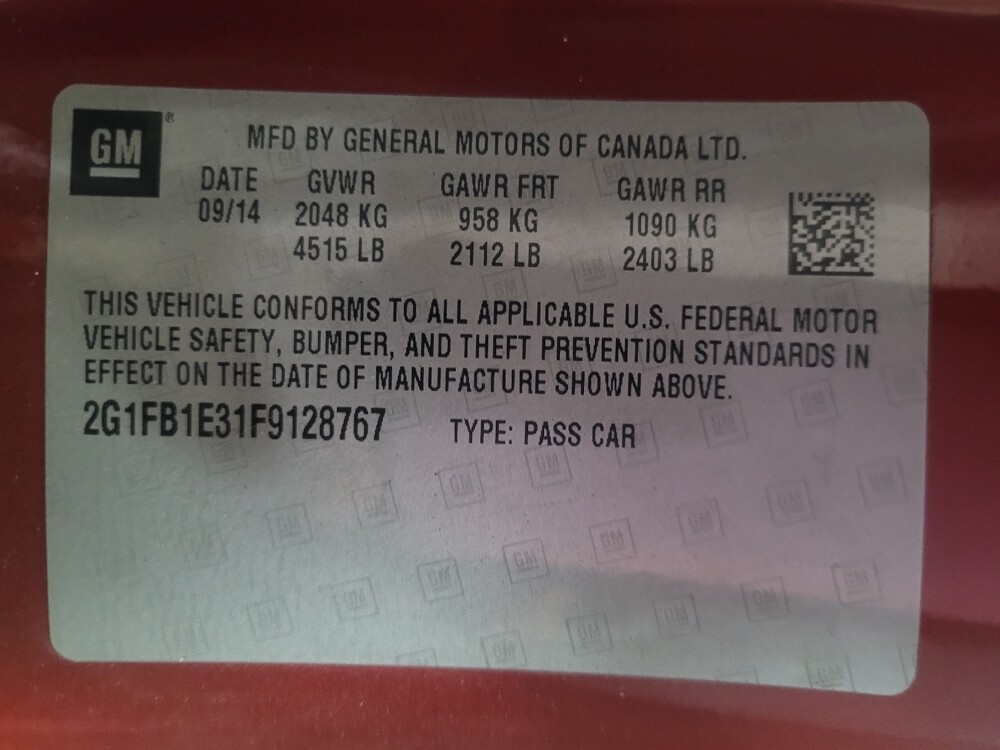 GM ®
MFD BY GENERAL MOTORS OF CANADA LTD.
DATE GVWR GAWR FRT GAWR RR
09/14 2048 KG 958 KG 1090 KG
4515 LB 2112 LB 2403 LB
THIS VEHICLE CONFORMS TO ALL APPLICABLE U.S. FEDERAL MOTOR
VEHICLE SAFETY, BUMPER, AND THEFT PREVENTION STANDARDS IN
EFFECT ON THE DATE OF MANUFACTURE SHOWN ABOVE.
2G1FB1E31F9128767 TYPE: PASS CAR